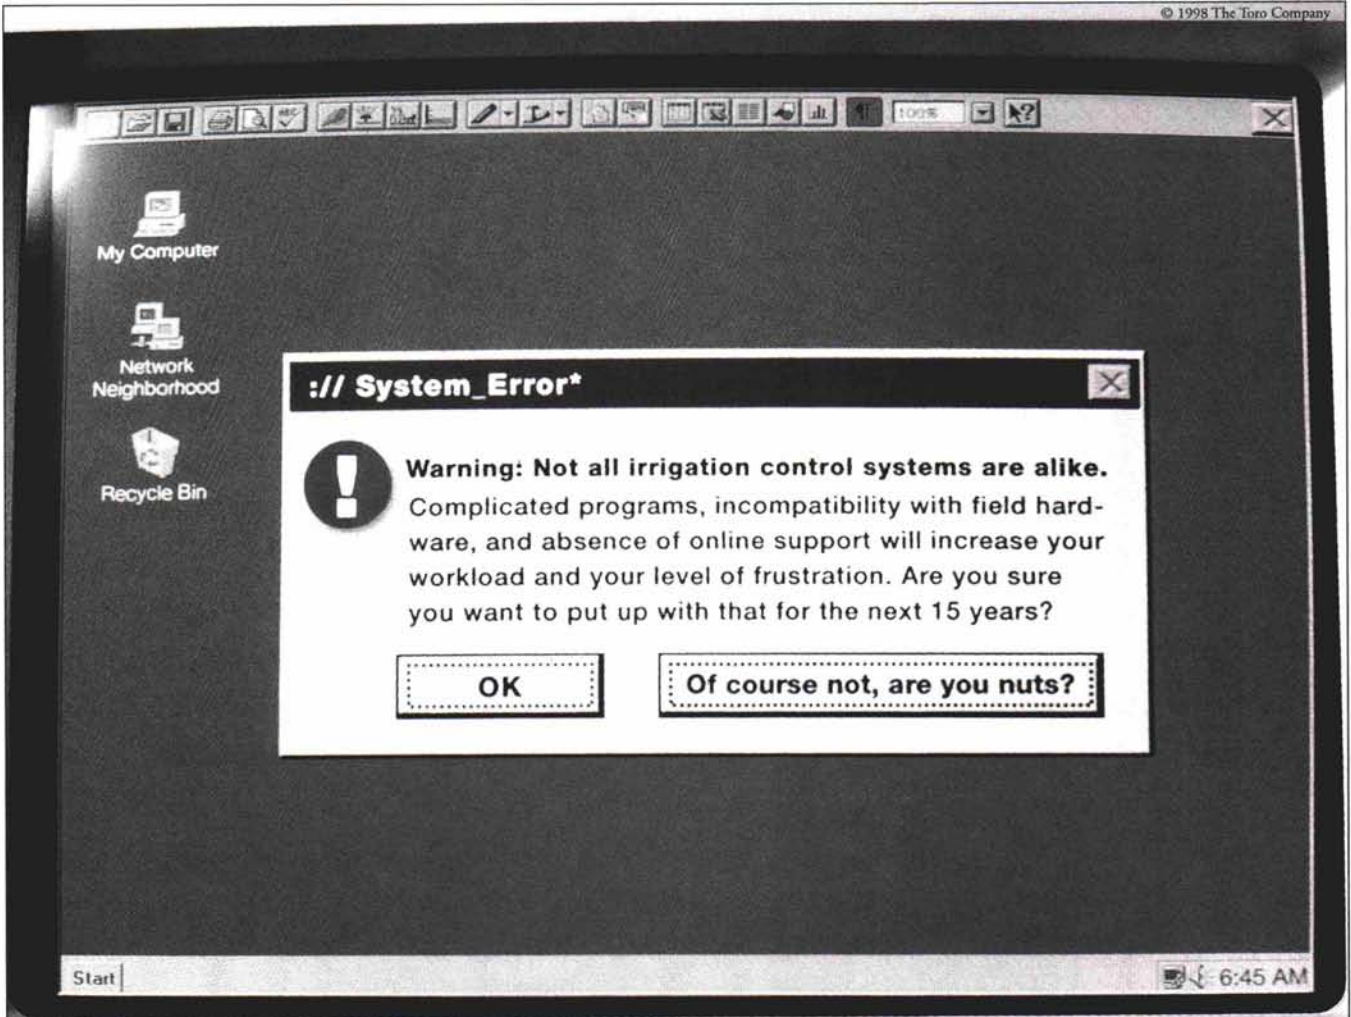 © 1998 The Toro Company
ABC
100%
My Computer
Network
Neighborhood
Recycle Bin
:// System_Error*
!
Warning: Not all irrigation control systems are alike.
Complicated programs, incompatibility with field hard-
ware, and absence of online support will increase your
workload and your level of frustration. Are you sure
you want to put up with that for the next 15 years?
OK
Of course not, are you nuts?
Start
6:45 AM